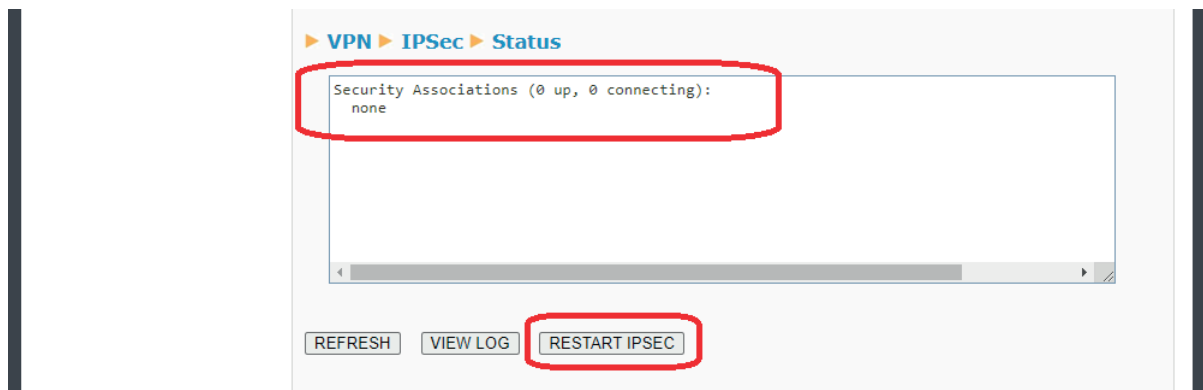 VPN IPSec Status
Security Associations (0 up, 0 connecting):
none
REFRESH VIEW LOG RESTART IPSEC